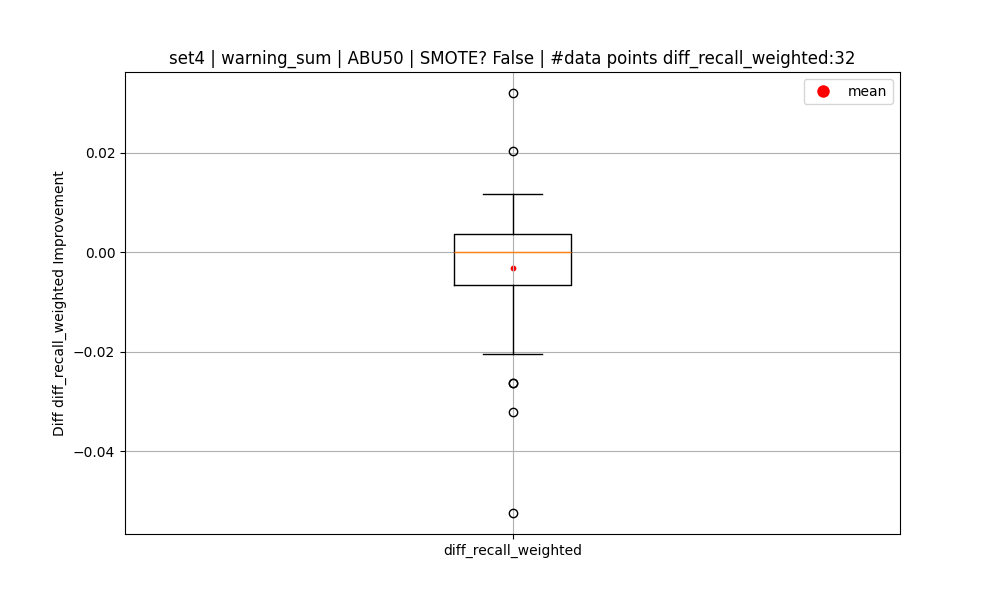 set4 | warning_sum | ABU50 | SMOTE? False | #data points diff_recall_weighted:32
mean
0.02
0.00
−0.02
−0.04
Diff diff_recall_weighted Improvement
diff_recall_weighted